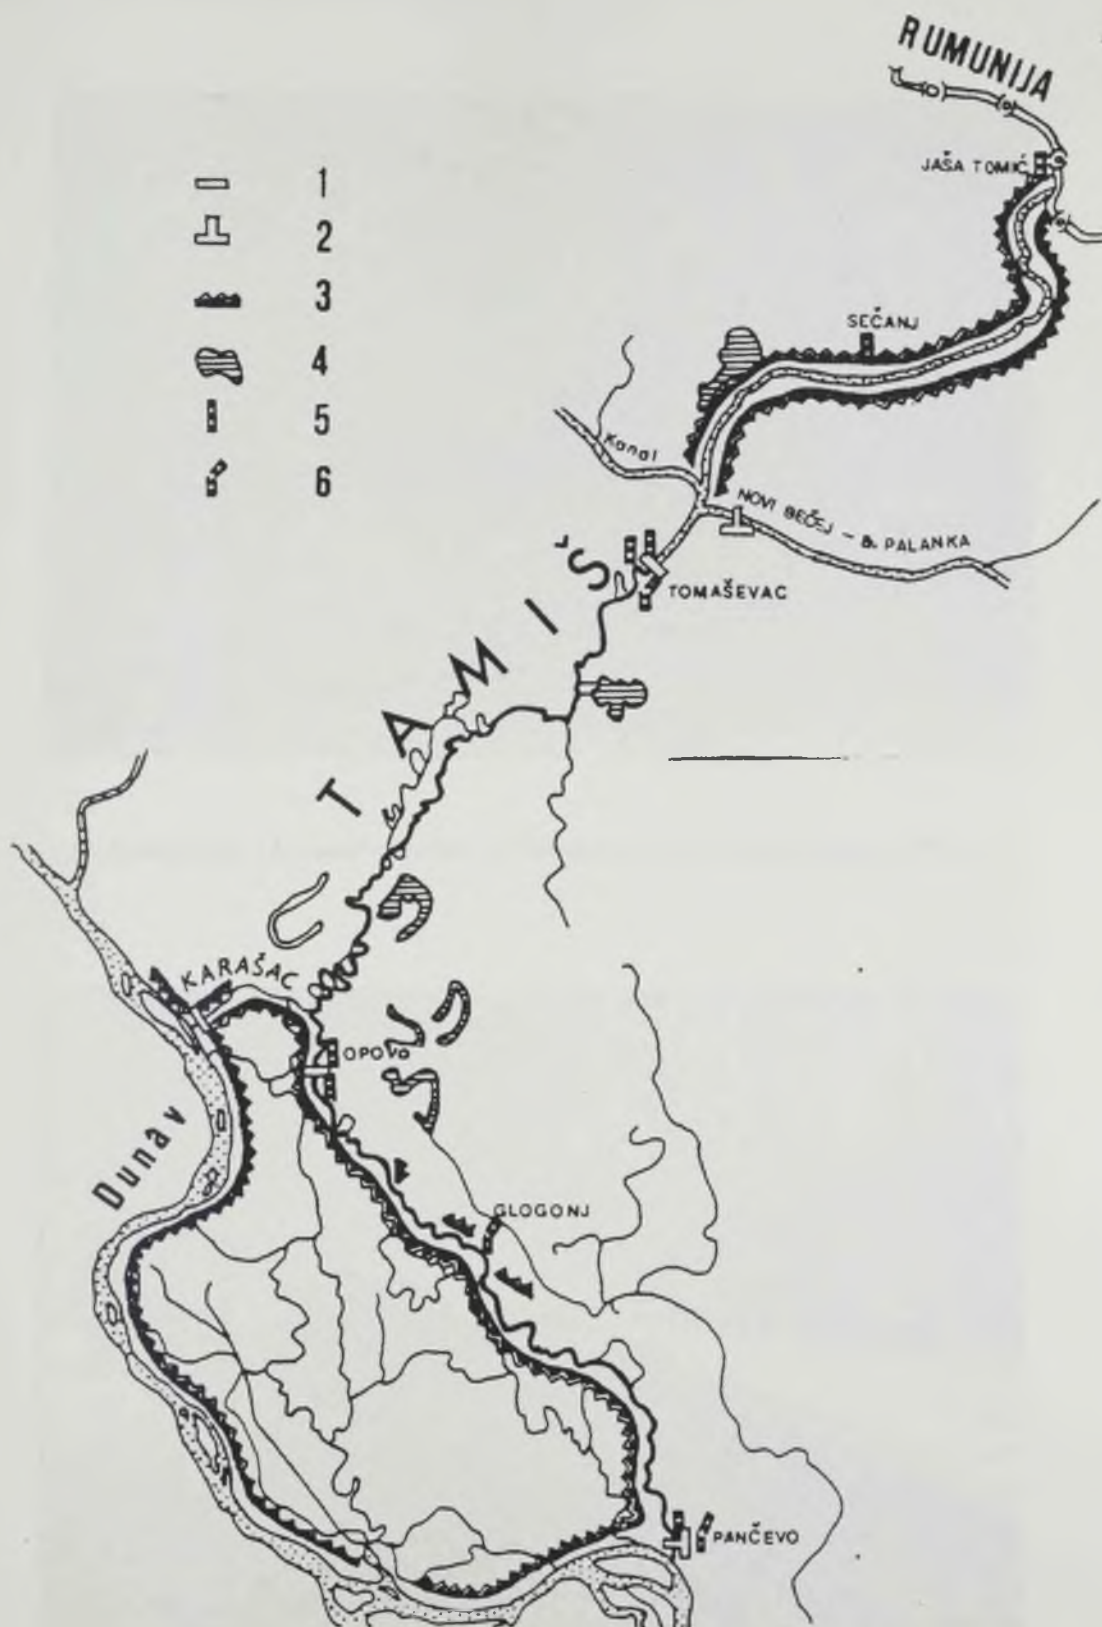 RUMUNIJA
JAŠA TOMIĆ
1
2
3
4
5
6
SEČANJ
Kanal
NOVI BEČEJ – B. PALANKA
TOMAŠEVAC
TAMIŠ
KARAŠAC
OPOVO
Dunav
GLOGONJ
PANČEVO